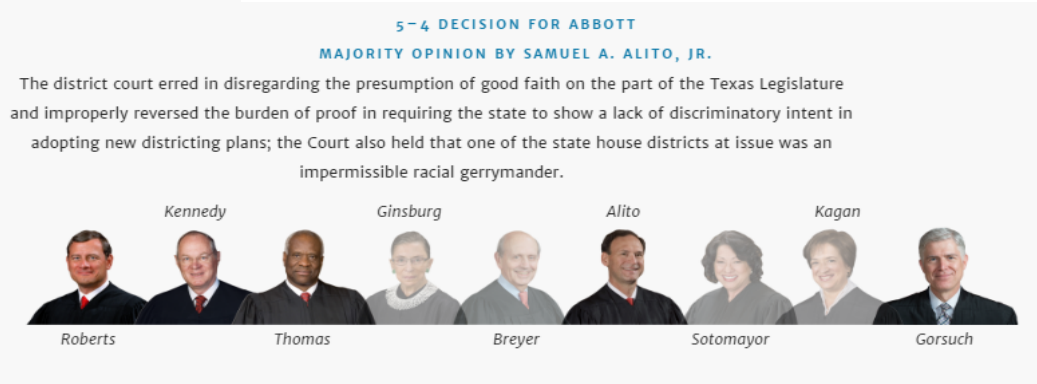 5–4 DECISION FOR ABBOTT
MAJORITY OPINION BY SAMUEL A. ALITO, JR.
The district court erred in disregarding the presumption of good faith on the part of the Texas Legislature
and improperly reversed the burden of proof in requiring the state to show a lack of discriminatory intent in
adopting new districting plans; the Court also held that one of the state house districts at issue was an
impermissible racial gerrymander.
Kennedy Ginsburg Alito Kagan
Roberts Thomas Breyer Sotomayor Gorsuch